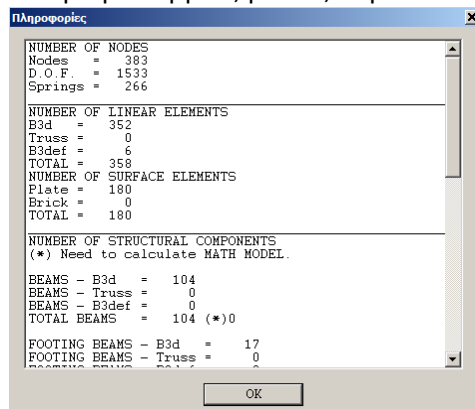 Πληροφορίες
NUMBER OF NODES
Nodes = 383
D.O.F. = 1533
Springs = 266
NUMBER OF LINEAR ELEMENTS
B3d = 352
Truss = 0
B3def = 6
TOTAL = 358
NUMBER OF SURFACE ELEMENTS
Plate = 180
Brick = 0
TOTAL = 180
NUMBER OF STRUCTURAL COMPONENTS
(*) Need to calculate MATH MODEL.
BEAMS - B3d = 104
BEAMS - Truss = 0
BEAMS - B3def = 0
TOTAL BEAMS = 104 (*)0
FOOTING BEAMS - B3d = 17
FOOTING BEAMS - Truss = 0
OK